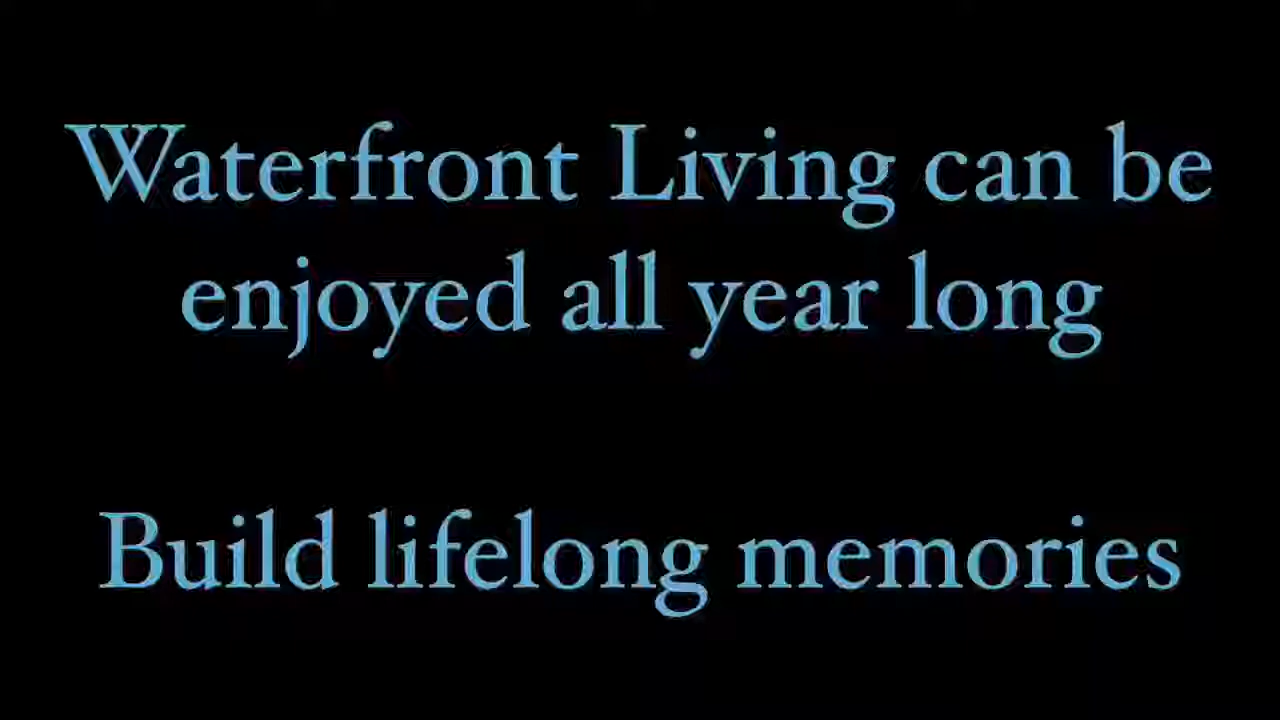 Waterfront Living can be
enjoyed all year long
Build lifelong memories